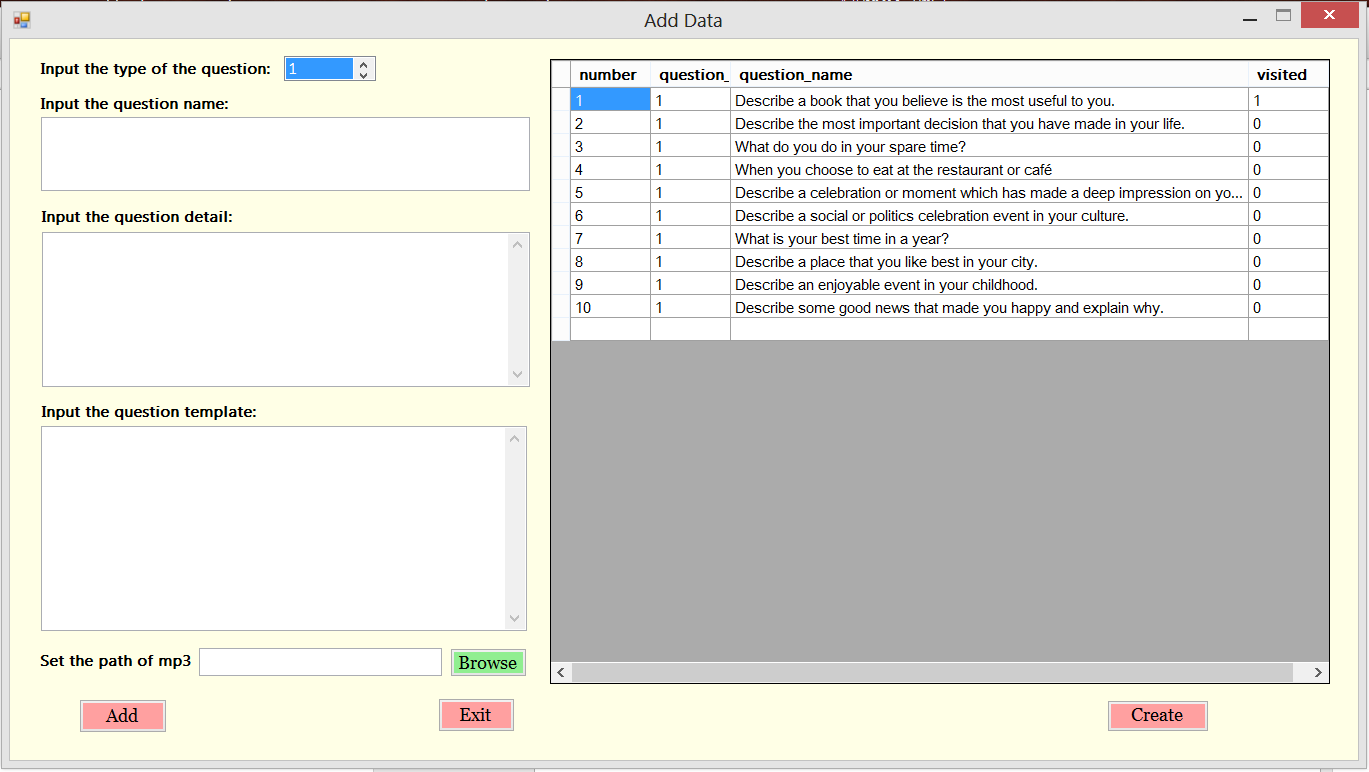 Add Data
Input the type of the question: 1
Input the question name:
Input the question detail:
Input the question template:
Set the path of mp3 Browse
Add Exit
number question_ question_name visited
1 1 Describe a book that you believe is the most useful to you. 1
2 1 Describe the most important decision that you have made in your life. 0
3 1 What do you do in your spare time? 0
4 1 When you choose to eat at the restaurant or café 0
5 1 Describe a celebration or moment which has made a deep impression on yo... 0
6 1 Describe a social or politics celebration event in your culture. 0
7 1 What is your best time in a year? 0
8 1 Describe a place that you like best in your city. 0
9 1 Describe an enjoyable event in your childhood. 0
10 1 Describe some good news that made you happy and explain why. 0
Create